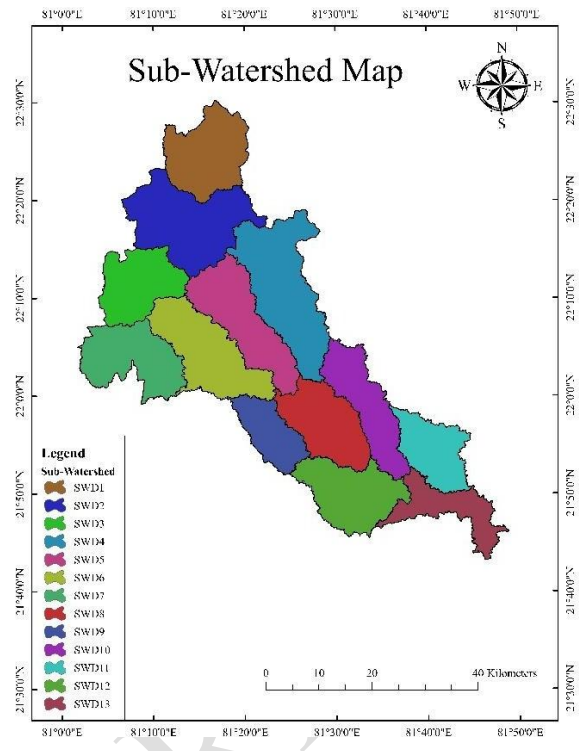 81°0'0"E 81°10'0"E 81°20'0"E 81°30'0"E 81°40'0"E 81°50'0"E
Sub-Watershed Map
N
W E
S
22°30'0"N 22°30'0"N
22°20'0"N 22°20'0"N
22°10'0"N 22°10'0"N
22°0'0"N 22°0'0"N
Legend
Sub-Watershed
SWD1
SWD2
SWD3
SWD4
SWD5
SWD6
SWD7
SWD8
SWD9
SWD10
SWD11
SWD12
SWD13
21°50'0"N 21°50'0"N
21°40'0"N 21°40'0"N
21°30'0"N 21°30'0"N
0 10 20 40 Kilometers
81°0'0"E 81°10'0"E 81°20'0"E 81°30'0"E 81°40'0"E 81°50'0"E